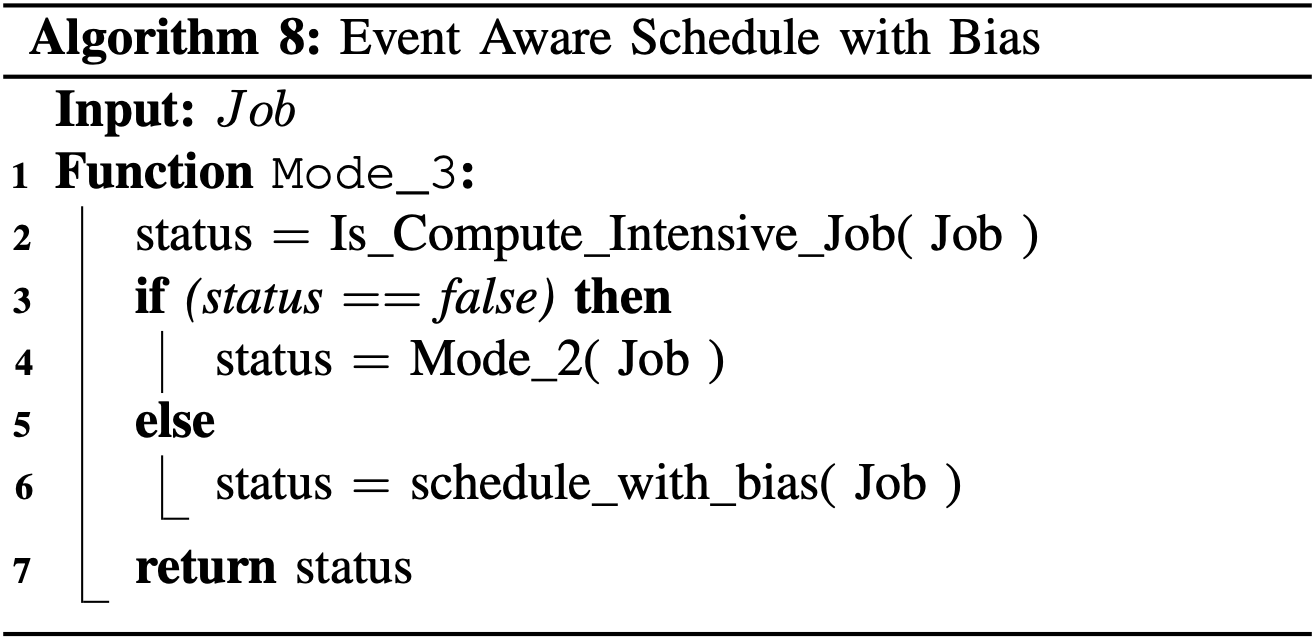 Algorithm 8: Event Aware Schedule with Bias
Input: Job
1 Function Mode_3:
2 status = Is_Compute_Intensive_Job( Job )
3 if (status == false) then
4 status = Mode_2( Job )
5 else
6 status = schedule_with_bias( Job )
7 return status